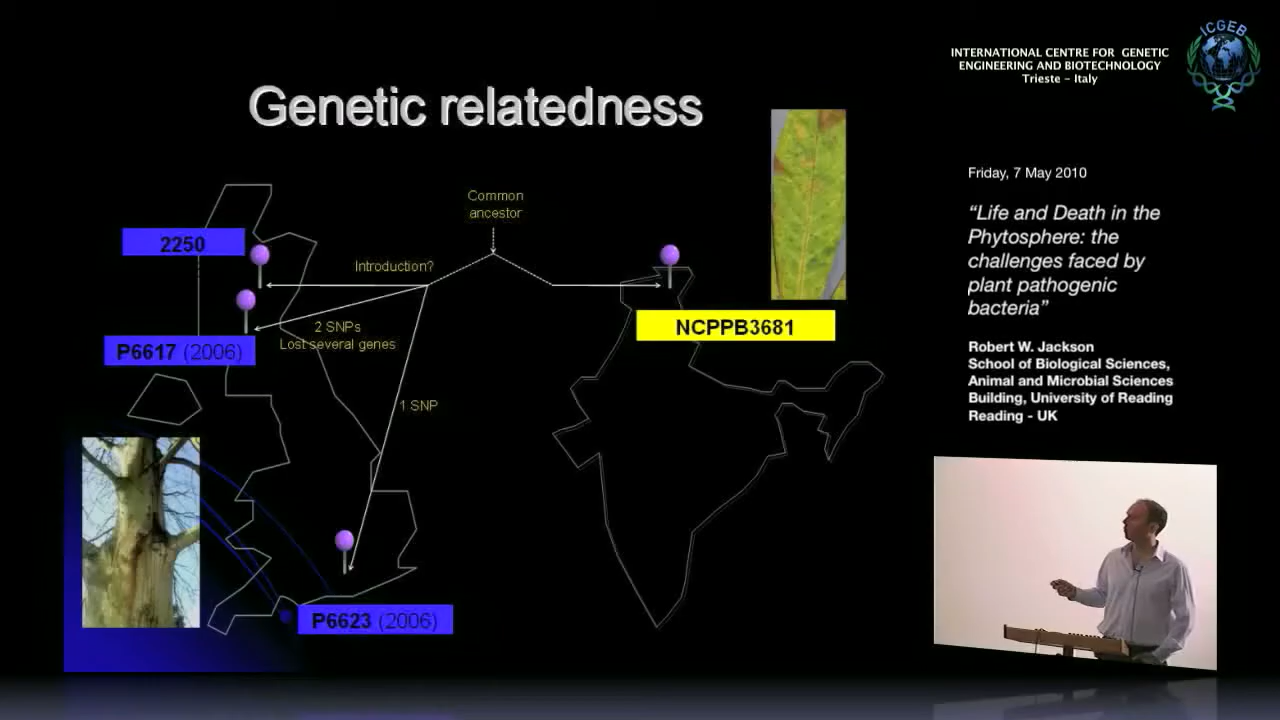 Genetic relatedness
Common
ancestor
2250
Introduction?
2 SNPs
Lost several genes
P6617 (2006)
NCPPB3681
1 SNP
P6623 (2006)
INTERNATIONAL CENTRE FOR GENETIC
ENGINEERING AND BIOTECHNOLOGY
Trieste – Italy
ICGEB
Friday, 7 May 2010
“Life and Death in the
Phytosphere: the
challenges faced by
plant pathogenic
bacteria”
Robert W. Jackson
School of Biological Sciences,
Animal and Microbial Sciences
Building, University of Reading
Reading - UK